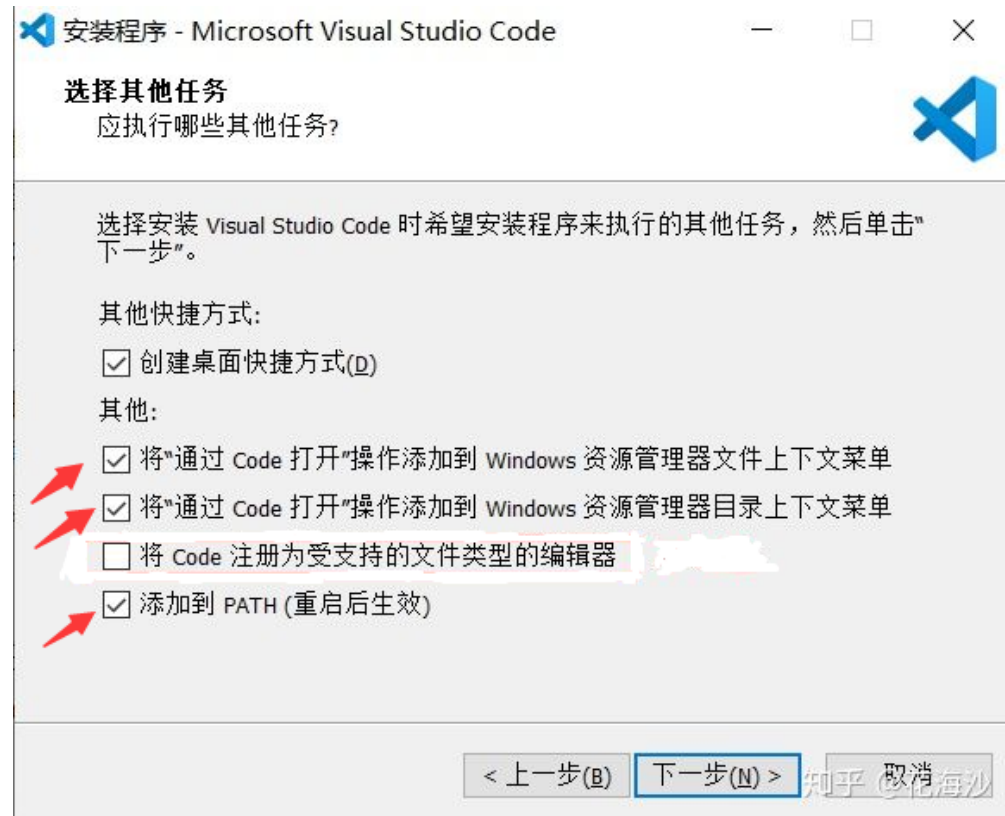 安装程序 - Microsoft Visual Studio Code
选择其他任务
应执行哪些其他任务?
选择安装 Visual Studio Code 时希望安装程序来执行的其他任务，然后单击“
下一步”。
其他快捷方式:
创建桌面快捷方式(D)
其他:
将“通过 Code 打开”操作添加到 Windows 资源管理器文件上下文菜单
将“通过 Code 打开”操作添加到 Windows 资源管理器目录上下文菜单
将 Code 注册为受支持的文件类型的编辑器
添加到 PATH (重启后生效)
< 上一步(B)
下一步(N) >
取消
知乎 @花海沙